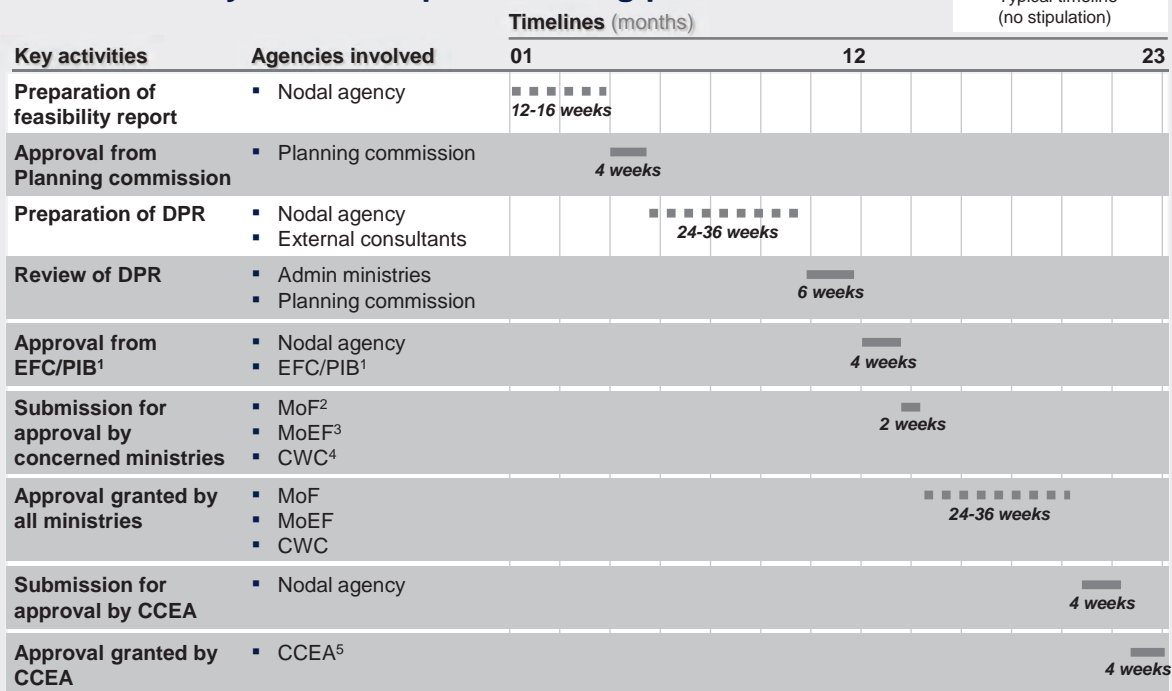 Typical timeline
(no stipulation)
Timelines (months)
Key activities Agencies involved 01 12 23
Preparation of
feasibility report
▪ Nodal agency
12-16 weeks
Approval from
Planning commission
▪ Planning commission
4 weeks
Preparation of DPR
▪ Nodal agency
▪ External consultants
24-36 weeks
Review of DPR
▪ Admin ministries
▪ Planning commission
6 weeks
Approval from
EFC/PIB¹
▪ Nodal agency
▪ EFC/PIB¹
4 weeks
Submission for
approval by
concerned ministries
▪ MoF²
▪ MoEF³
▪ CWC⁴
2 weeks
Approval granted by
all ministries
▪ MoF
▪ MoEF
▪ CWC
24-36 weeks
Submission for
approval by CCEA
▪ Nodal agency
4 weeks
Approval granted by
CCEA
▪ CCEA⁵
4 weeks